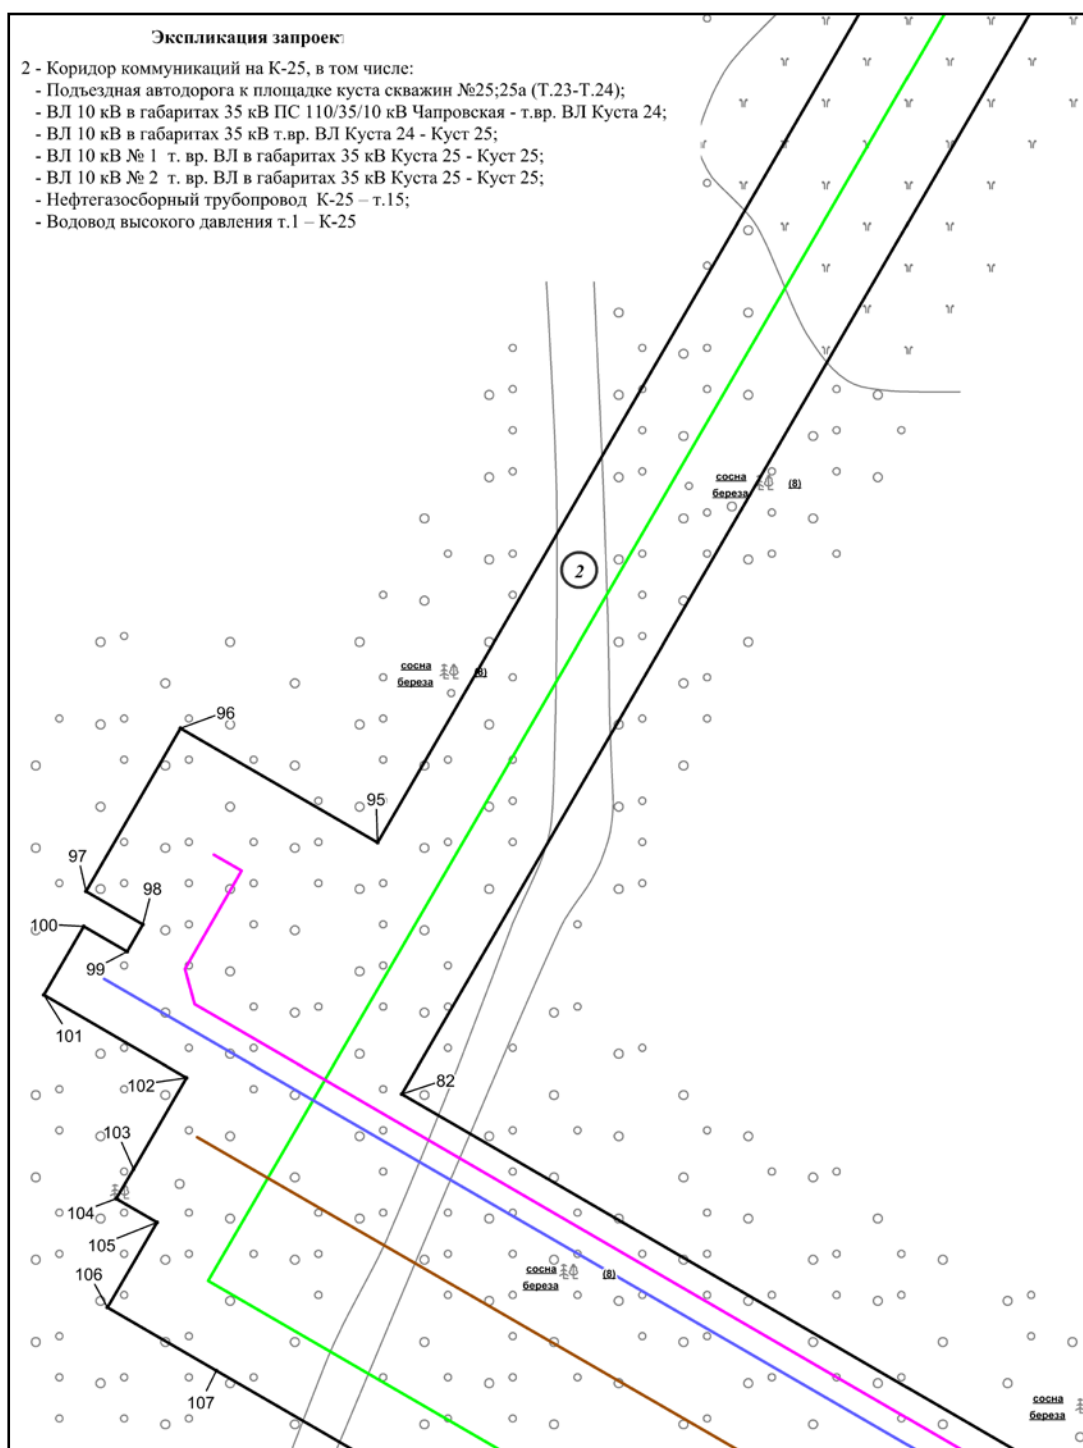 Экспликация запроек
2 - Коридор коммуникаций на К-25, в том числе:
- Подъездная автодорога к площадке куста скважин №25;25а (Т.23-Т.24);
- ВЛ 10 кВ в габаритах 35 кВ ПС 110/35/10 кВ Чапровская - т.вр. ВЛ Куста 24;
- ВЛ 10 кВ в габаритах 35 кВ т.вр. ВЛ Куста 24 - Куст 25;
- ВЛ 10 кВ № 1 т. вр. ВЛ в габаритах 35 кВ Куста 25 - Куст 25;
- ВЛ 10 кВ № 2 т. вр. ВЛ в габаритах 35 кВ Куста 25 - Куст 25;
- Нефтегазосборный трубопровод К-25 – т.15;
- Водовод высокого давления т.1 – К-25
сосна
береза
(8)
2
сосна
береза
(8)
96
95
97
98
100
99
101
102
82
103
104
105
106
сосна
береза
(8)
107
сосна
береза